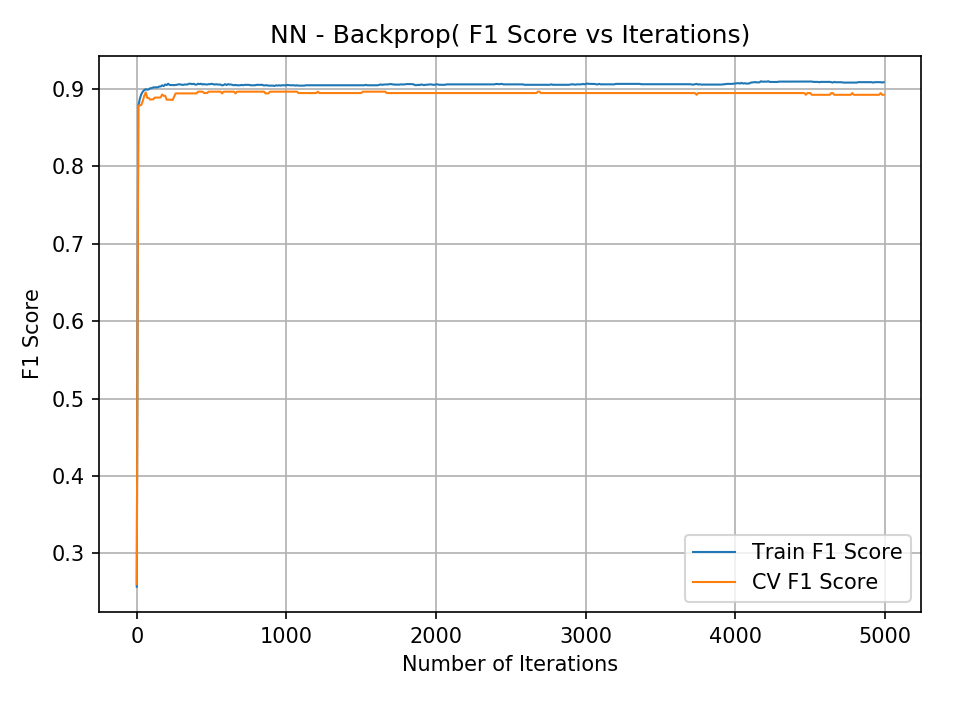 NN - Backprop( F1 Score vs Iterations)
F1 Score
0.9
0.8
0.7
0.6
0.5
0.4
0.3
Train F1 Score
CV F1 Score
0 1000 2000 3000 4000 5000
Number of Iterations